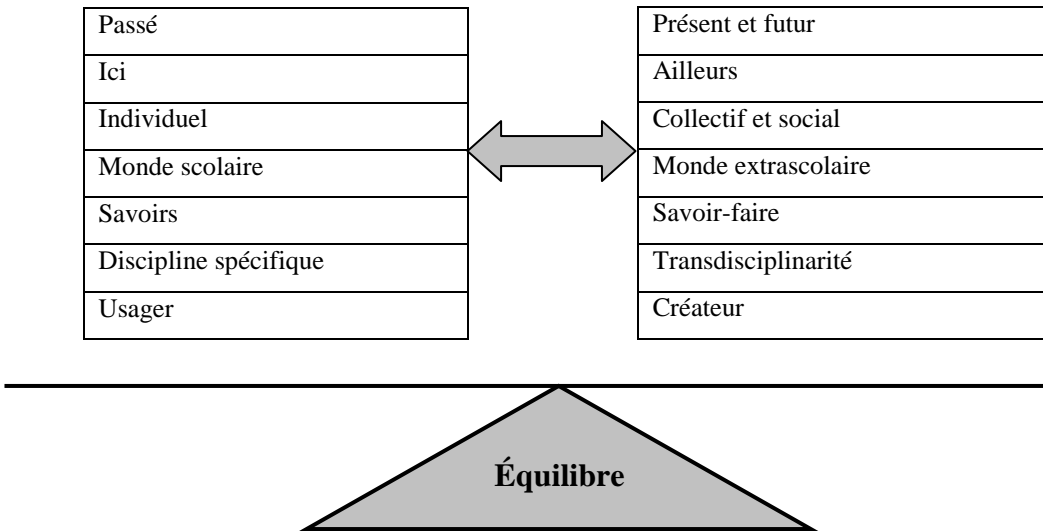 Passé
Présent et futur
Ici
Ailleurs
Individuel
Collectif et social
Monde scolaire
Monde extrascolaire
Savoirs
Savoir-faire
Discipline spécifique
Transdisciplinarité
Usager
Créateur
Équilibre